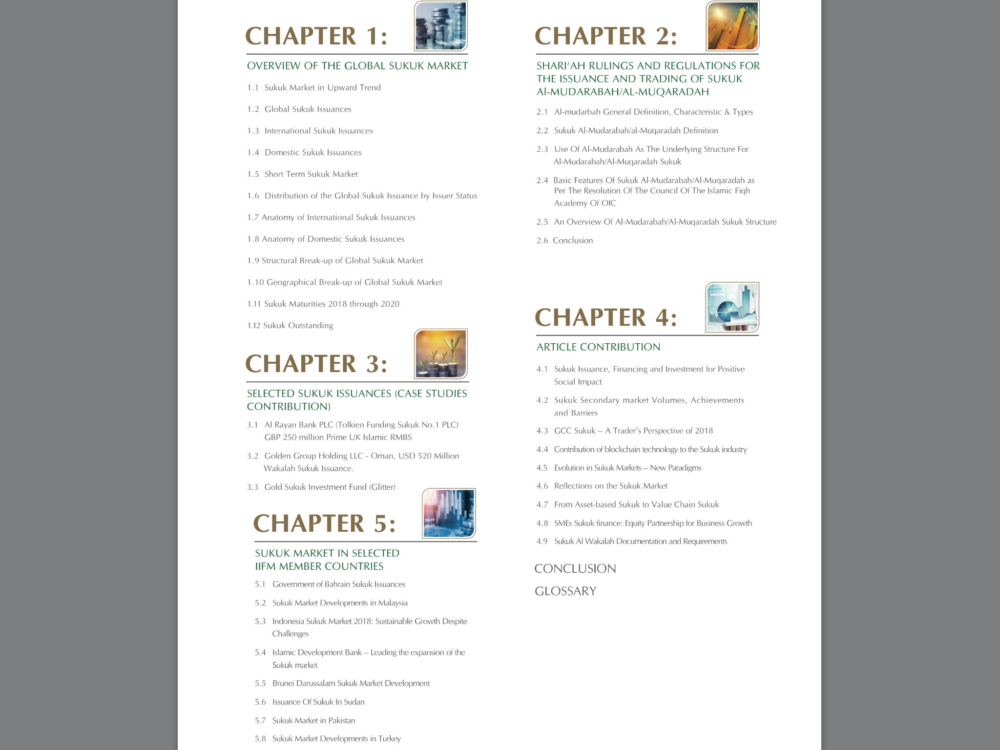 CHAPTER 1:
OVERVIEW OF THE GLOBAL SUKUK MARKET
1.1 Sukuk Market in Upward Trend
1.2 Global Sukuk Issuances
1.3 International Sukuk Issuances
1.4 Domestic Sukuk Issuances
1.5 Short Term Sukuk Market
1.6 Distribution of the Global Sukuk Issuance by Issuer Status
1.7 Anatomy of International Sukuk Issuances
1.8 Anatomy of Domestic Sukuk Issuances
1.9 Structural Break-up of Global Sukuk Market
1.10 Geographical Break-up of Global Sukuk Market
1.11 Sukuk Maturities 2018 through 2020
1.12 Sukuk Outstanding
CHAPTER 2:
SHARI‘AH RULINGS AND REGULATIONS FOR
THE ISSUANCE AND TRADING OF SUKUK
Al-MUDARABAH/AL-MUQARADAH
2.1 Al-mudarbah General Definition, Characteristic & Types
2.2 Sukuk Al-Mudarabah/al-Muqaradah Definition
2.3 Use Of Al-Mudarabah As The Underlying Structure For
Al-Mudarabah/Al-Muqaradah Sukuk
2.4 Basic Features Of Sukuk Al-Mudarabah/Al-Muqaradah as
Per The Resolution Of The Council Of The Islamic Fiqh
Academy Of OIC
2.5 An Overview Of Al-Mudarabah/Al-Muqaradah Sukuk Structure
2.6 Conclusion
CHAPTER 3:
SELECTED SUKUK ISSUANCES (CASE STUDIES
CONTRIBUTION)
3.1 Al Rayan Bank PLC (Tolkien Funding Sukuk No.1 PLC)
GBP 250 million Prime UK Islamic RMBS
3.2 Golden Group Holding LLC - Oman, USD 520 Million
Wakalah Sukuk Issuance.
3.3 Gold Sukuk Investment Fund (Glitter)
CHAPTER 4:
ARTICLE CONTRIBUTION
4.1 Sukuk Issuance, Financing and Investment for Positive
Social Impact
4.2 Sukuk Secondary market Volumes, Achievements
and Barriers
4.3 GCC Sukuk – A Trader’s Perspective of 2018
4.4 Contribution of blockchain technology to the Sukuk industry
4.5 Evolution in Sukuk Markets – New Paradigms
4.6 Reflections on the Sukuk Market
4.7 From Asset-based Sukuk to Value Chain Sukuk
4.8 SMEs Sukuk finance: Equity Partnership for Business Growth
4.9 Sukuk Al Wakalah Documentation and Requirements
CHAPTER 5:
SUKUK MARKET IN SELECTED
IIFM MEMBER COUNTRIES
5.1 Government of Bahrain Sukuk Issuances
5.2 Sukuk Market Developments in Malaysia
5.3 Indonesia Sukuk Market 2018: Sustainable Growth Despite
Challenges
5.4 Islamic Development Bank – Leading the expansion of the
Sukuk market
5.5 Brunei Darussalam Sukuk Market Development
5.6 Issuance Of Sukuk In Sudan
5.7 Sukuk Market in Pakistan
5.8 Sukuk Market Developments in Turkey
CONCLUSION
GLOSSARY